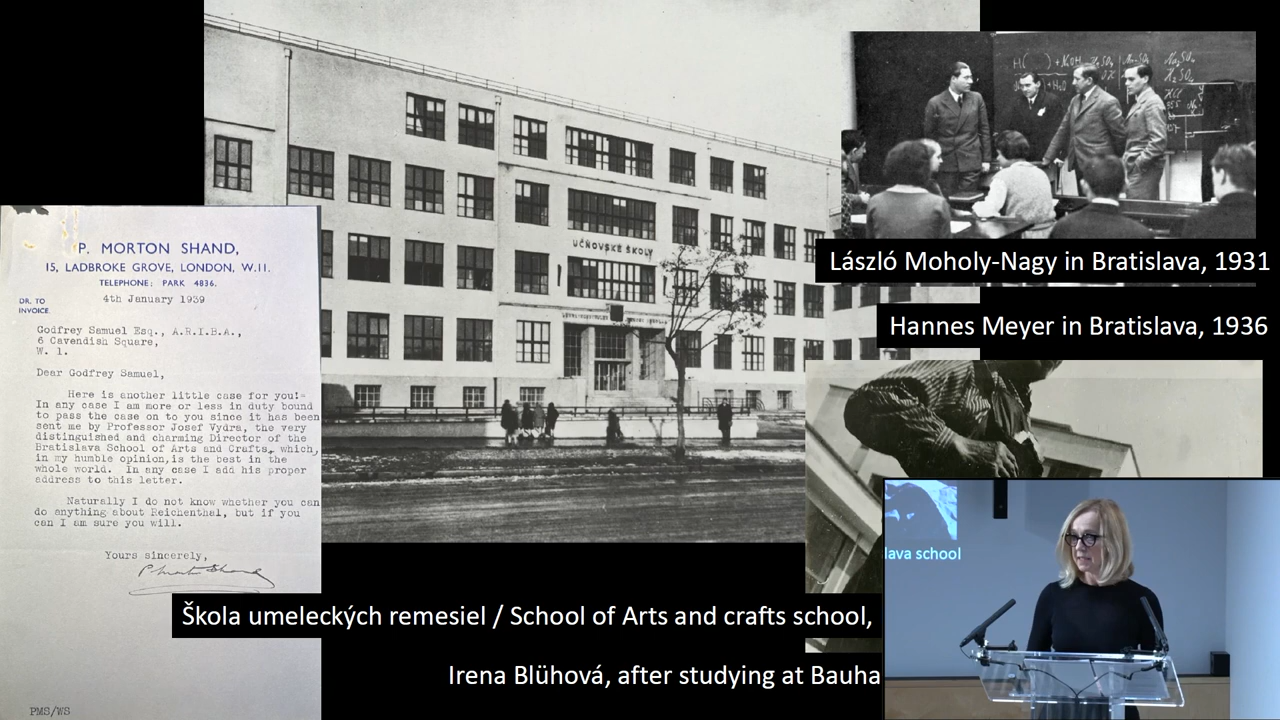 P. MORTON SHAND,
15, LADBROKE GROVE, LONDON, W.11.
TELEPHONE: PARK 4836.
DR. TO
INVOICE.
4th January 1939
Godfrey Samuel Esq., A.R.I.B.A.,
6 Cavendish Square,
W. 1.
Dear Godfrey Samuel,
Here is another little case for you!
In any case I am more or less in duty bound
to pass the case on to you since it has been
sent me by Professor Josef Vydra, the very
distinguished and charming Director of the
Bratislava School of Arts and Crafts, which,
in my humble opinion, is the best in the
whole world. In any case I add his proper
address to this letter.
Naturally I do not know whether you can
do anything about Reichenthal, but if you
can I am sure you will.
Yours sincerely,
P Morton Shand
PMS/WS
UČŇOVSKÉ ŠKOLY
László Moholy-Nagy in Bratislava, 1931
Hannes Meyer in Bratislava, 1936
Škola umeleckých remesiel / School of Arts and crafts school,
Irena Blühová, after studying at Bauha
lava school